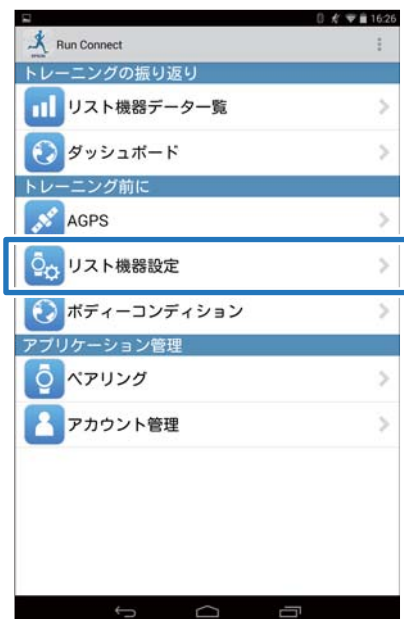 16:26
Run Connect
トレーニングの振り返り
リスト機器データ一覧
ダッシュボード
トレーニング前に
AGPS
リスト機器設定
ボディーコンディション
アプリケーション管理
ペアリング
アカウント管理